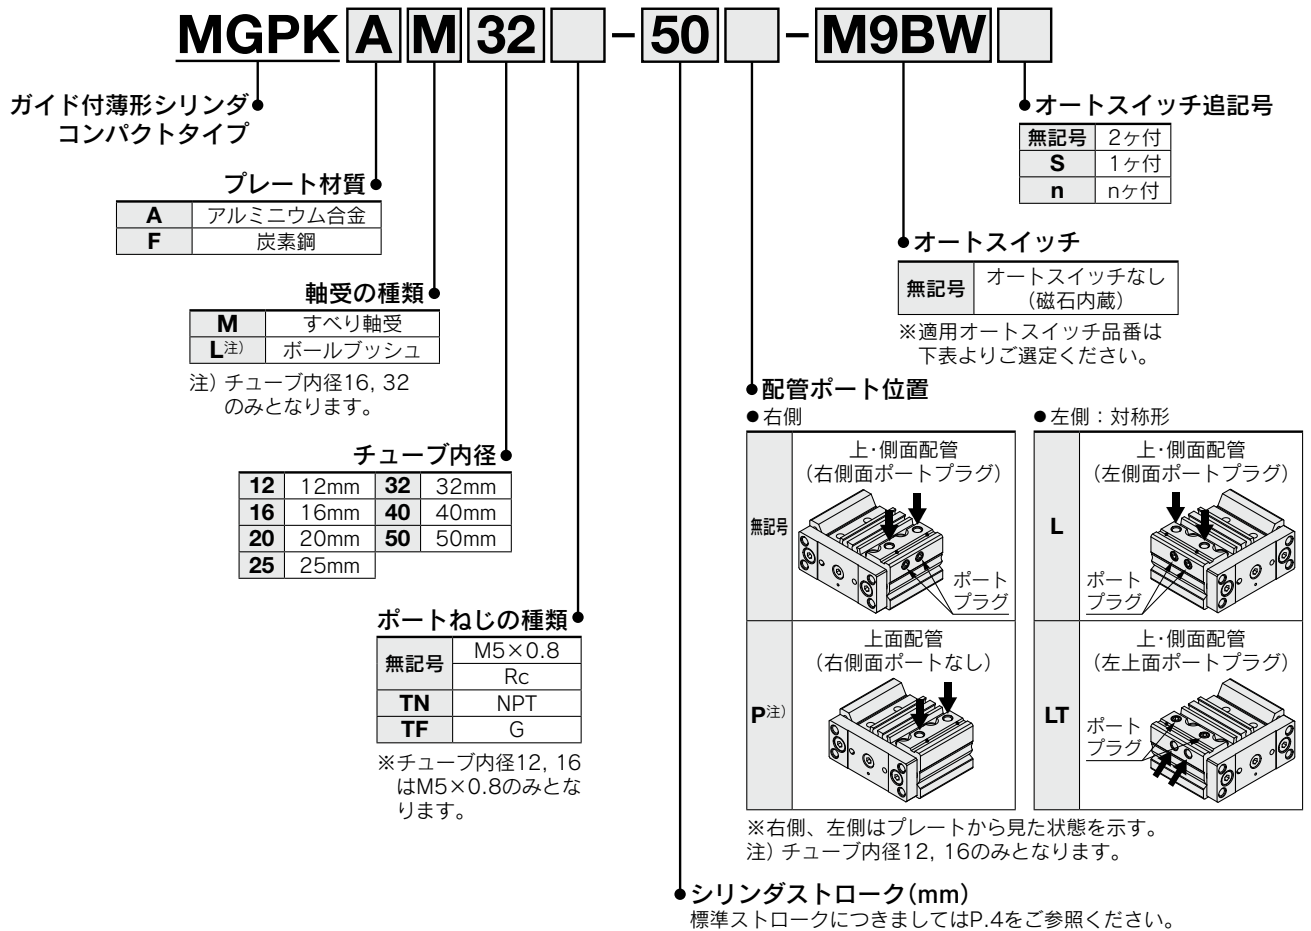 MGPK A M 32 - 50 - M9BW
ガイド付薄形シリンダ
コンパクトタイプ
プレート材質
A アルミニウム合金
F 炭素鋼
軸受の種類
M すべり軸受
L注) ボールブッシュ
注) チューブ内径16, 32
のみとなります。
チューブ内径
12 12mm 32 32mm
16 16mm 40 40mm
20 20mm 50 50mm
25 25mm
ポートねじの種類
無記号 M5×0.8
Rc
TN NPT
TF G
※チューブ内径12, 16
はM5×0.8のみとな
ります。
オートスイッチ追記号
無記号 2ヶ付
S 1ヶ付
n nヶ付
オートスイッチ
無記号 オートスイッチなし
(磁石内蔵)
※適用オートスイッチ品番は
下表よりご選定ください。
配管ポート位置
●右側
無記号
上・側面配管
(右側面ポートプラグ)
ポート
プラグ
P注)
上面配管
(右側面ポートなし)
●左側：対称形
L
上・側面配管
(左側面ポートプラグ)
ポート
プラグ
LT
上・側面配管
(左上面ポートプラグ)
ポート
プラグ
※右側、左側はプレートから見た状態を示す。
注) チューブ内径12, 16のみとなります。
シリンダストローク(mm)
標準ストロークにつきましてはP.4をご参照ください。